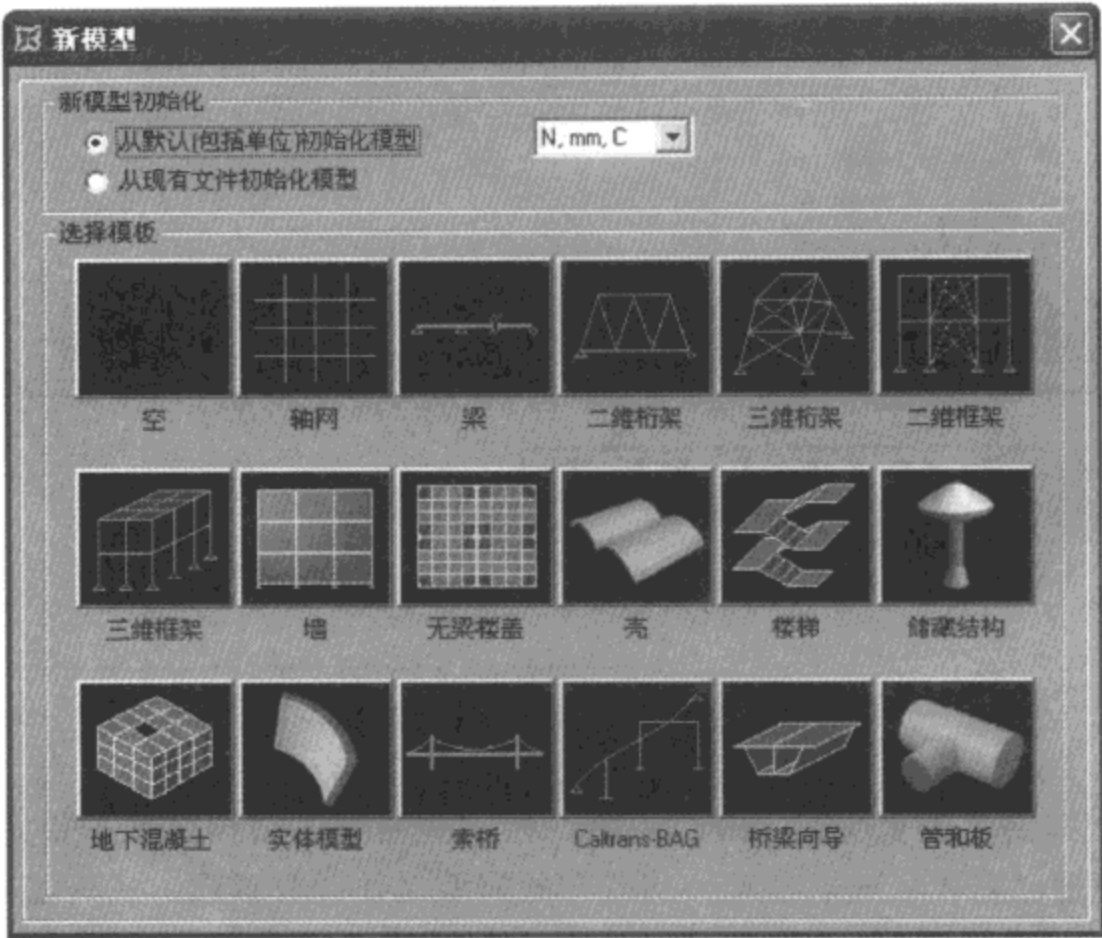 新模型
新模型初始化
从默认(包括单位)初始化模型
N, mm, C
从现有文件初始化模型
选择模板
空 轴网 梁 二维桁架 三维桁架 二维框架
三维框架 墙 无梁楼盖 壳 楼梯 储藏结构
地下混凝土 实体模型 索桥 Caltrans-BAG 桥梁向导 管和板